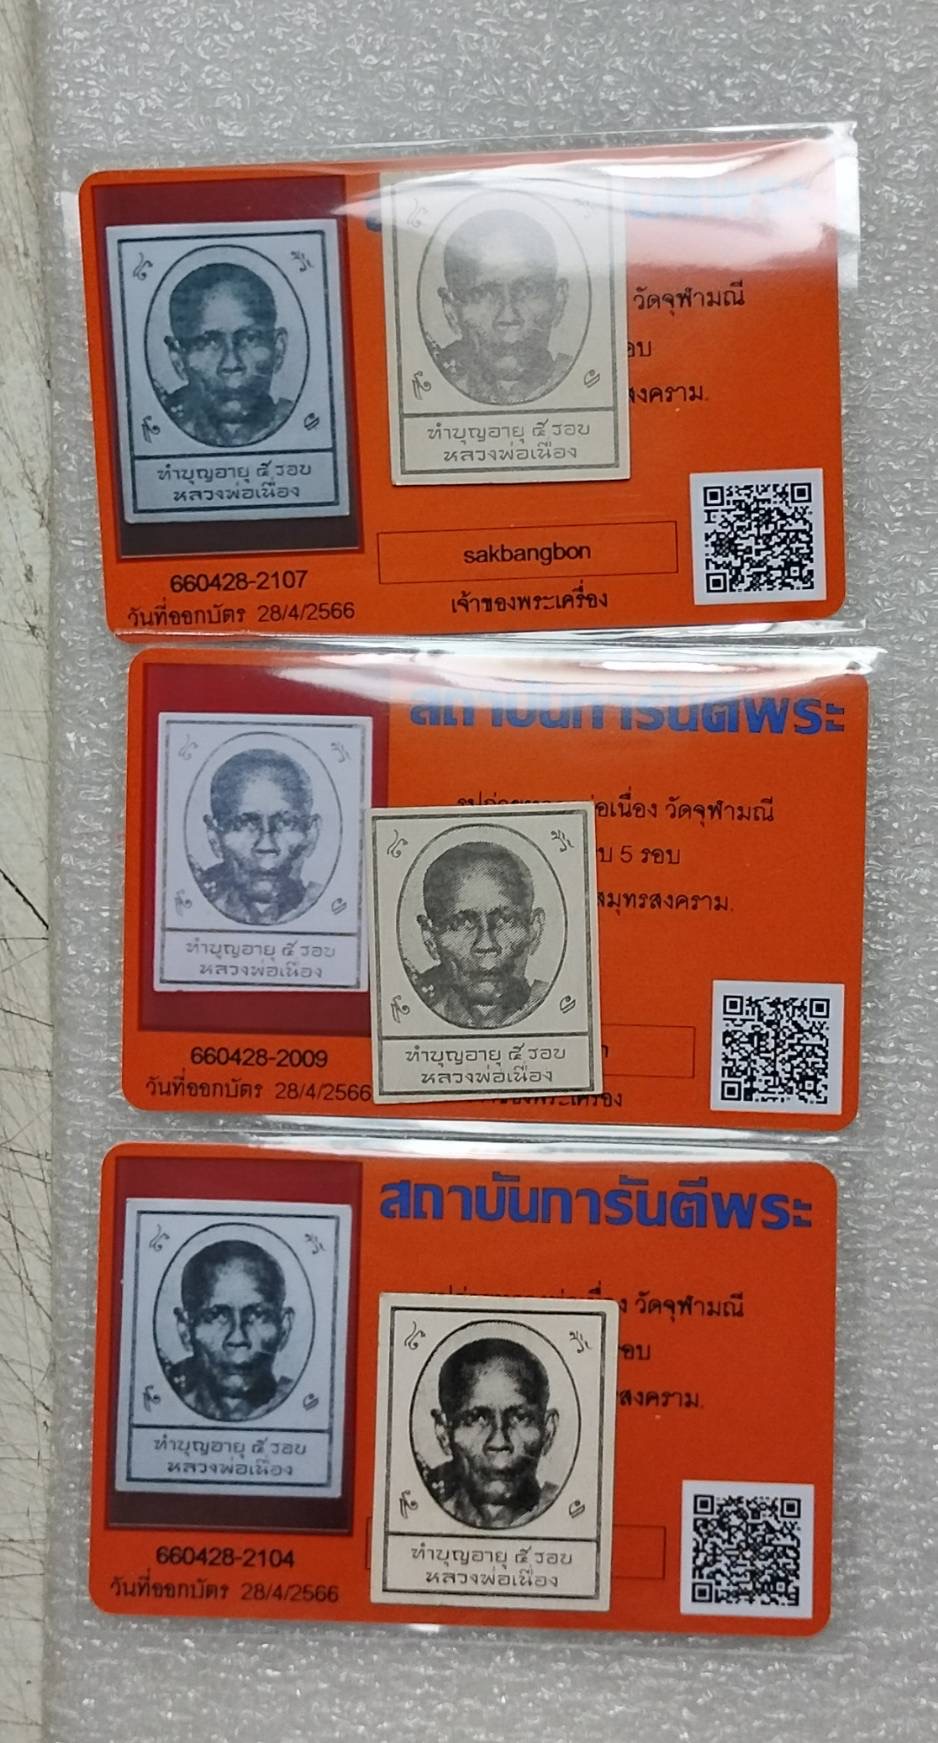 ทำบุญอายุ ๕ รอบ
หลวงพ่อเนื่อง
660428-2107
วันที่ออกบัตร 28/4/2566
ทำบุญอายุ ๕ รอบ
หลวงพ่อเนื่อง
วัดจุฬามณี
สงคราม.
sakbangbon
เจ้าของพระเครื่อง
สถาบันการันตีพระ
ทำบุญอายุ ๕ รอบ
หลวงพ่อเนื่อง
660428-2009
วันที่ออกบัตร 28/4/2566
ทำบุญอายุ ๕ รอบ
หลวงพ่อเนื่อง
วัดจุฬามณี
5 รอบ
สมุทรสงคราม.
สถาบันการันตีพระ
ทำบุญอายุ ๕ รอบ
หลวงพ่อเนื่อง
660428-2104
วันที่ออกบัตร 28/4/2566
ทำบุญอายุ ๕ รอบ
หลวงพ่อเนื่อง
วัดจุฬามณี
สงคราม.